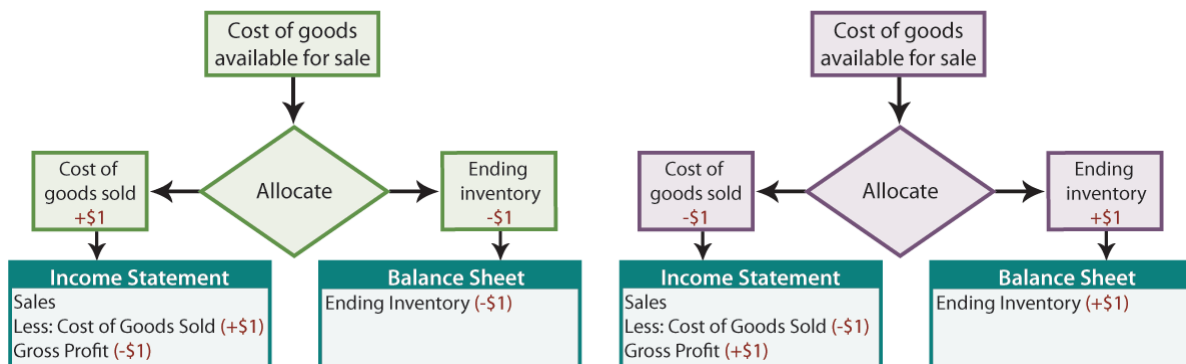 Cost of goods
available for sale
Allocate
Cost of
goods sold
+$1
Ending
inventory
-$1
Income Statement
Sales
Less: Cost of Goods Sold (+$1)
Gross Profit (-$1)
Balance Sheet
Ending Inventory (-$1)
Cost of goods
available for sale
Allocate
Cost of
goods sold
-$1
Ending
inventory
+$1
Income Statement
Sales
Less: Cost of Goods Sold (-$1)
Gross Profit (+$1)
Balance Sheet
Ending Inventory (+$1)